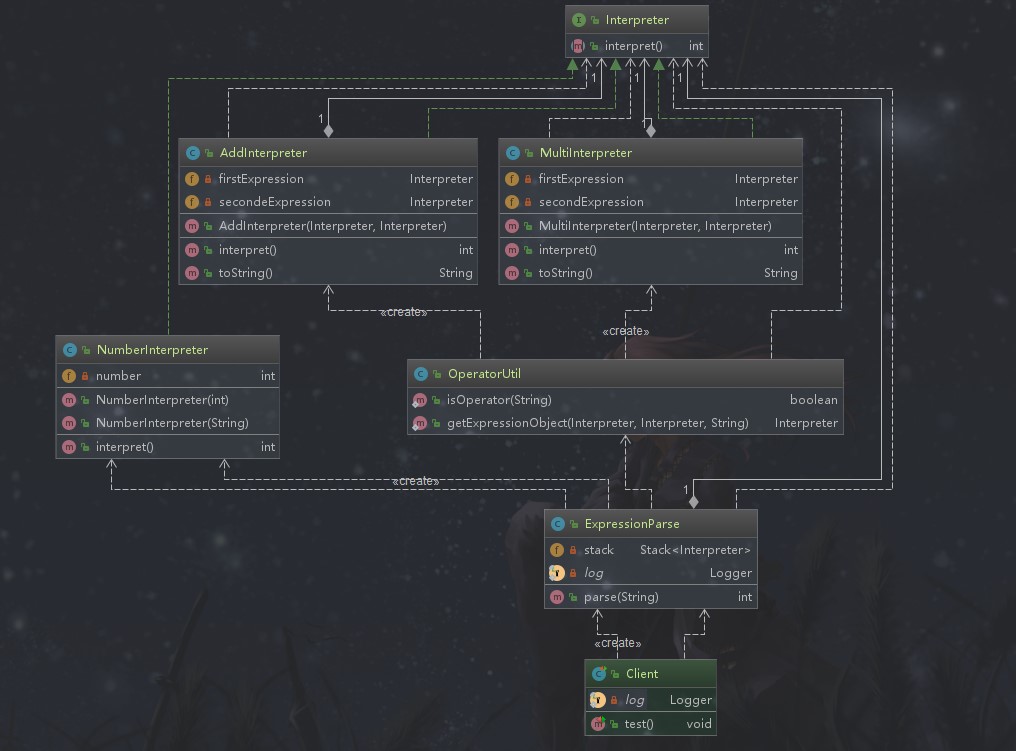 Interpreter
interpret() int
1 1 1
1 1
AddInterpreter
firstExpression Interpreter
secondeExpression Interpreter
AddInterpreter(Interpreter, Interpreter)
interpret() int
toString() String
MultiInterpreter
firstExpression Interpreter
secondExpression Interpreter
MultiInterpreter(Interpreter, Interpreter)
interpret() int
toString() String
«create»
«create»
NumberInterpreter
number int
NumberInterpreter(int)
NumberInterpreter(String)
interpret() int
OperatorUtil
isOperator(String) boolean
getExpressionObject(Interpreter, Interpreter, String) Interpreter
«create»
1
ExpressionParse
stack Stack<Interpreter>
log Logger
parse(String) int
«create»
Client
log Logger
test() void